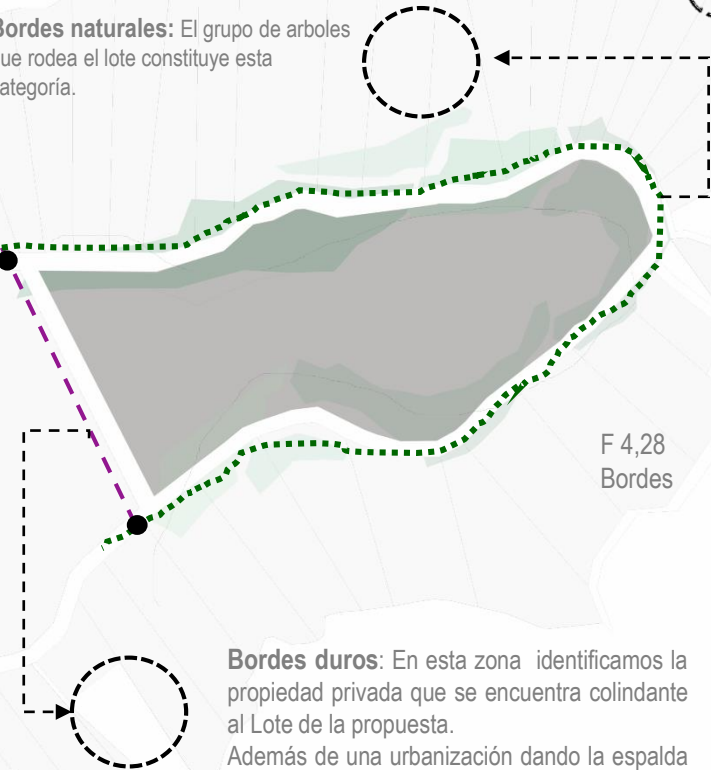 Bordes naturales: El grupo de arboles
que rodea el lote constituye esta
categoría.
F 4,28
Bordes
Bordes duros: En esta zona identificamos la
propiedad privada que se encuentra colindante
al Lote de la propuesta.
Además de una urbanización dando la espalda